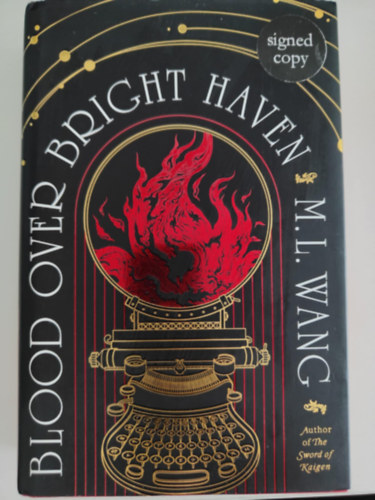 signed
copy
BLOOD OVER BRIGHT HAVEN
M. L. WANG
Author
of The
Sword of
Kaigen